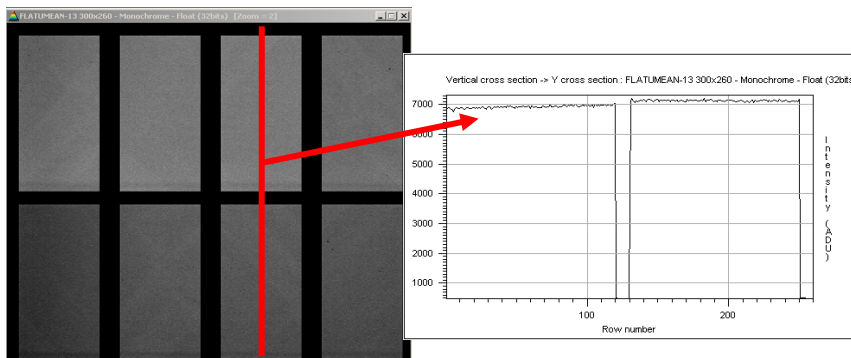 FLATUMEAN-13 300x260 - Monochrome - Float (32bits) [Zoom = 2]
Vertical cross section -> Y cross section : FLATUMEAN-13 300x260 - Monochrome - Float (32bits
7000
6000
5000
4000
3000
2000
1000
100
200
Row number
Intensity (ADU)